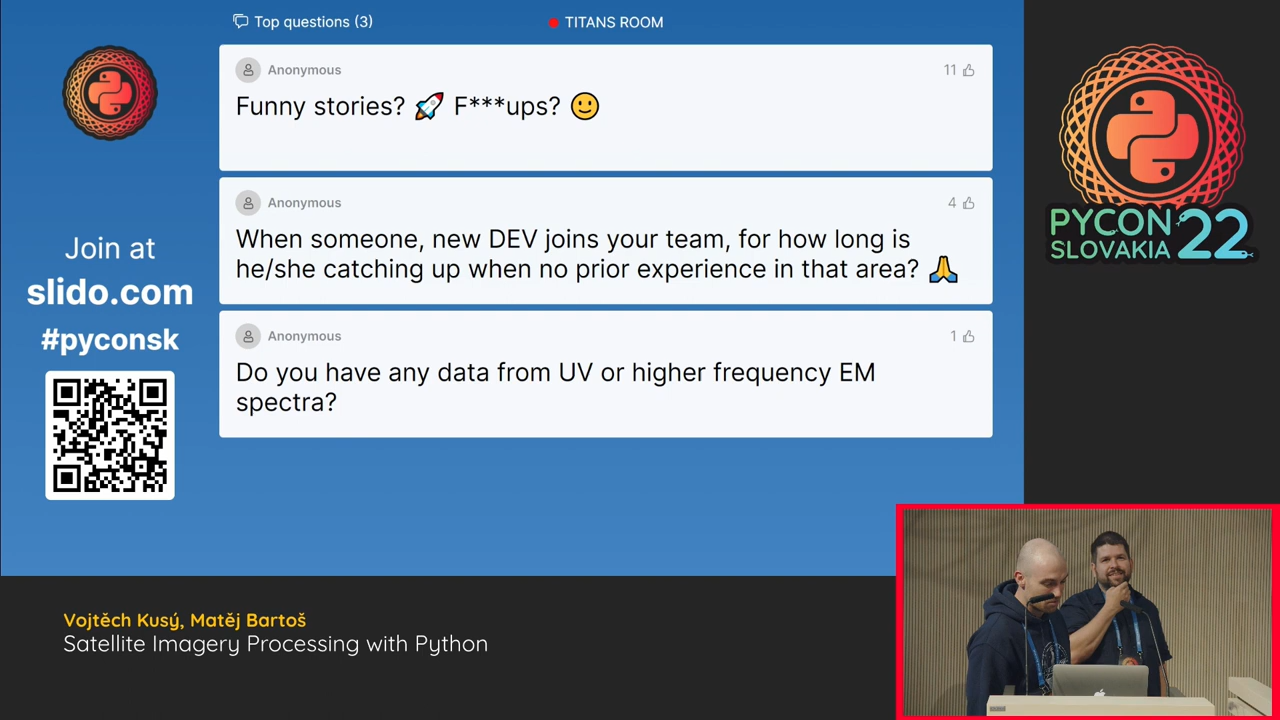 Top questions (3)
TITANS ROOM
Anonymous
11
Funny stories? 🚀 F***ups? 🙂
Anonymous
4
When someone, new DEV joins your team, for how long is
he/she catching up when no prior experience in that area? 🙏
Anonymous
1
Do you have any data from UV or higher frequency EM
spectra?
Join at
slido.com
#pyconsk
PYCON
SLOVAKIA
22
Vojtěch Kusý, Matěj Bartoš
Satellite Imagery Processing with Python